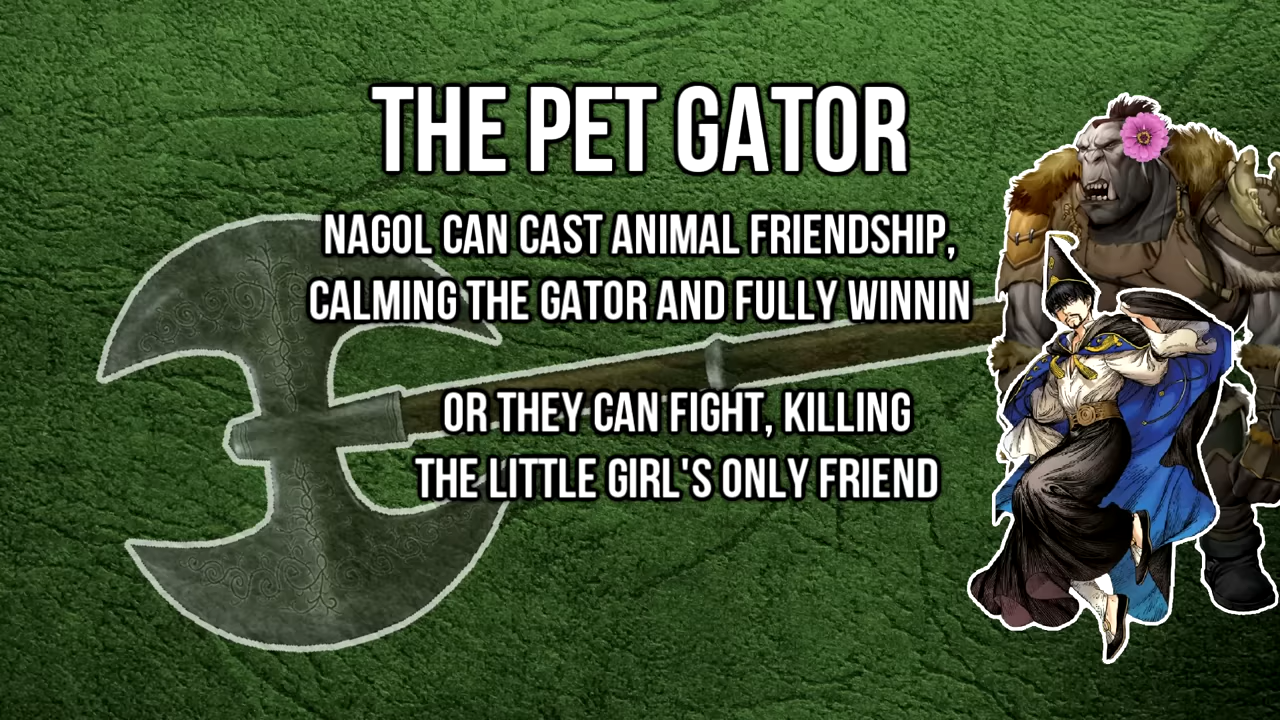 THE PET GATOR
NAGOL CAN CAST ANIMAL FRIENDSHIP,
CALMING THE GATOR AND FULLY WINNIN
OR THEY CAN FIGHT, KILLING
THE LITTLE GIRL'S ONLY FRIEND